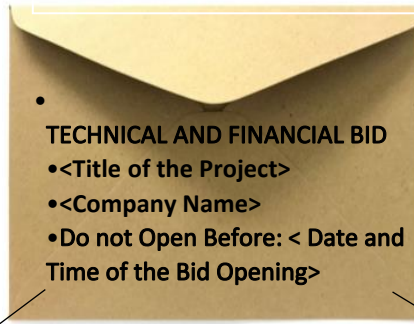 •
TECHNICAL AND FINANCIAL BID
•<Title of the Project>
•<Company Name>
•Do not Open Before: < Date and
Time of the Bid Opening>